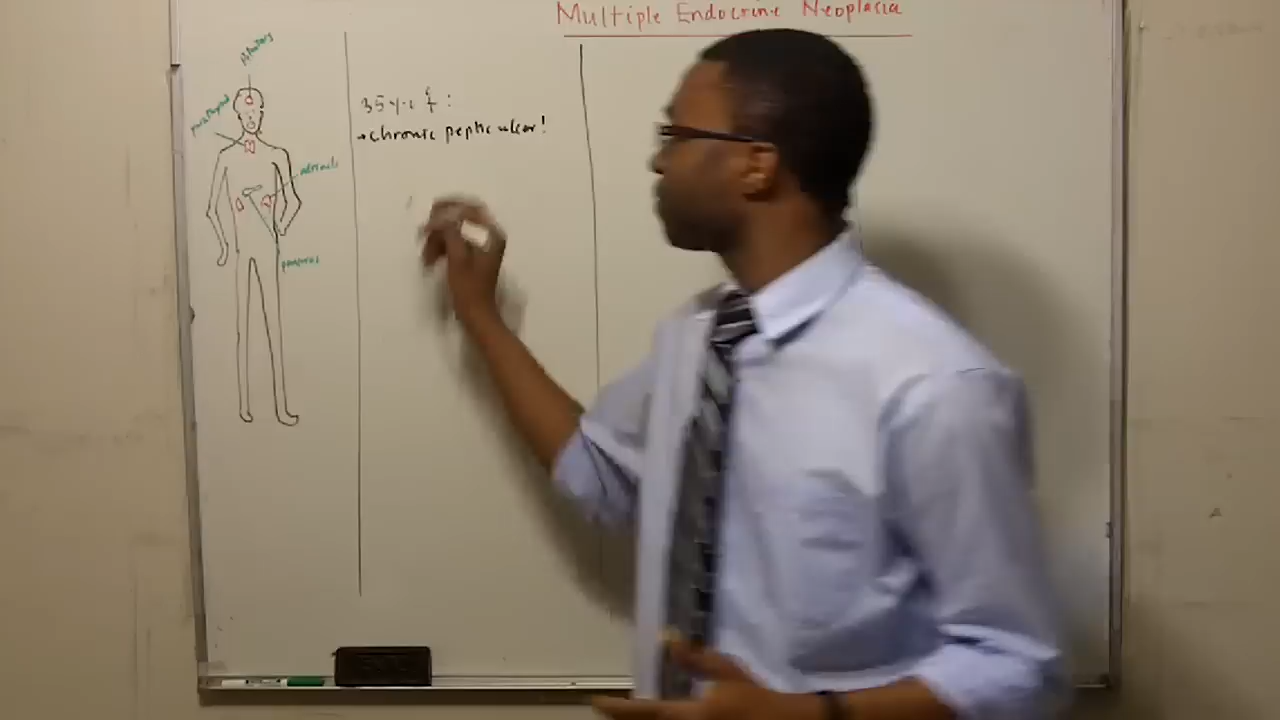 Multiple Endocrine Neoplasia
pituitary
parathyroid
adrenals
pancreas
35 y.o f:
→chronic peptic ulcer!